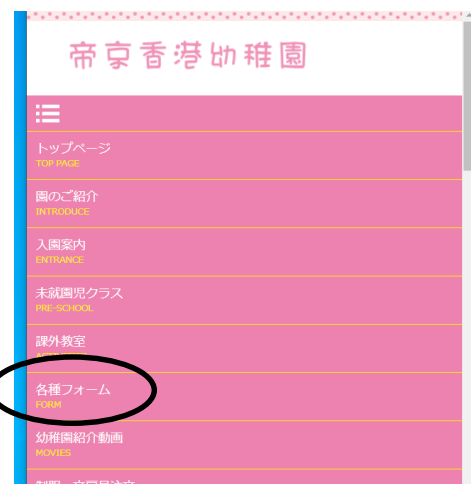 帝京香港幼稚園
トップページ
TOP PAGE
園のご紹介
INTRODUCE
入園案内
ENTRANCE
未就園児クラス
PRE-SCHOOL
課外教室
各種フォーム
FORM
幼稚園紹介動画
MOVIES